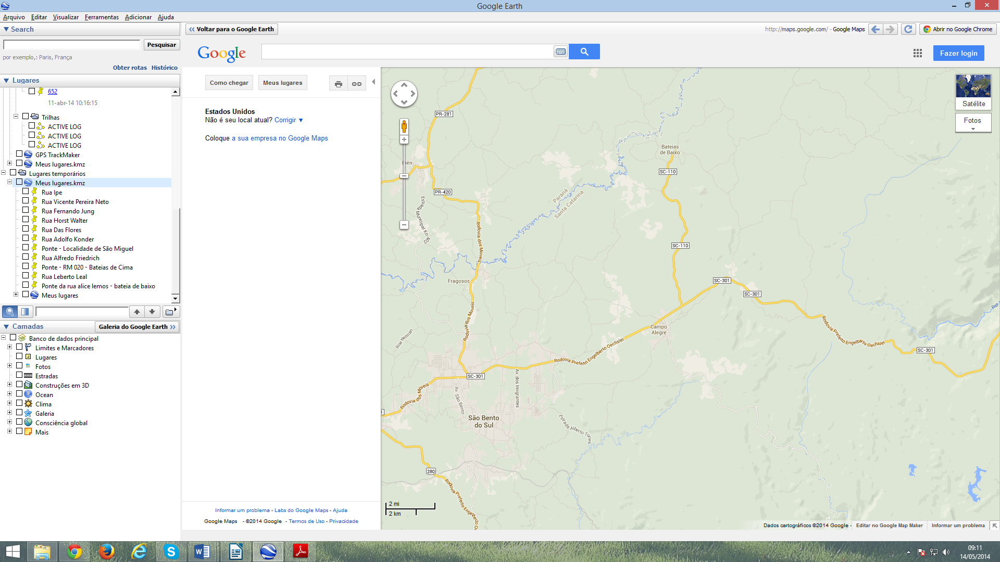 Google Earth
Arquivo Editar Visualizar Ferramentas Adicionar Ajuda
Search
Pesquisar
por exemplo,: Paris, França
Obter rotas Histórico
Lugares
652
11-abr-14 10:16:15
Trilhas
ACTIVE LOG
ACTIVE LOG
ACTIVE LOG
GPS TrackMaker
Meus lugares.kmz
Lugares temporários
Meus lugares.kmz
Rua Ipe
Rua Vicente Pereira Neto
Rua Fernando Jung
Rua Horst Walter
Rua Das Flores
Rua Adolfo Konder
Ponte - Localidade de São Miguel
Rua Alfredo Friedrich
Ponte - RM 020 - Bateias de Cima
Rua Leberto Leal
Ponte da rua alice lemos - bateia de baixo
Meus lugares
Camadas
Galeria do Google Earth
Banco de dados principal
Limites e Marcadores
Lugares
Fotos
Estradas
Construções em 3D
Ocean
Clima
Galeria
Consciência global
Mais
Voltar para o Google Earth
http://maps.google.com/ - Google Maps
Abrir no Google Chrome
Google
Fazer login
Como chegar
Meus lugares
Estados Unidos
Não é seu local atual? Corrigir
Coloque a sua empresa no Google Maps
Informar um problema - Labs do Google Maps - Ajuda
Google Maps - ©2014 Google - Termos de Uso - Privacidade
Satélite
Fotos
PR-281
Bateias
de Baixo
Piên
SC-110
PR-420
Paraná
Santa Catarina
Rodovia dos Moveis
SC-110
SC-301
Fragosos
SC-301
Rodovia dos Moveis
Campo
Alegre
Rodovia Prefeito Engelberto Oechsler
Rua Nelman
Rodovia Prefeito Engelberto Oechsler
SC-301
SC-301
Av. dos Imigrantes
Rodovia dos Móveis
Av. São Bento
São Bento
do Sul
Estrada Alberto Torres
280
Rodovia Prefeito Engelberto
2 mi
2 km
Dados cartográficos ©2014 Google -
Editar no Google Map Maker
Informar um problema
09:11
14/05/2014